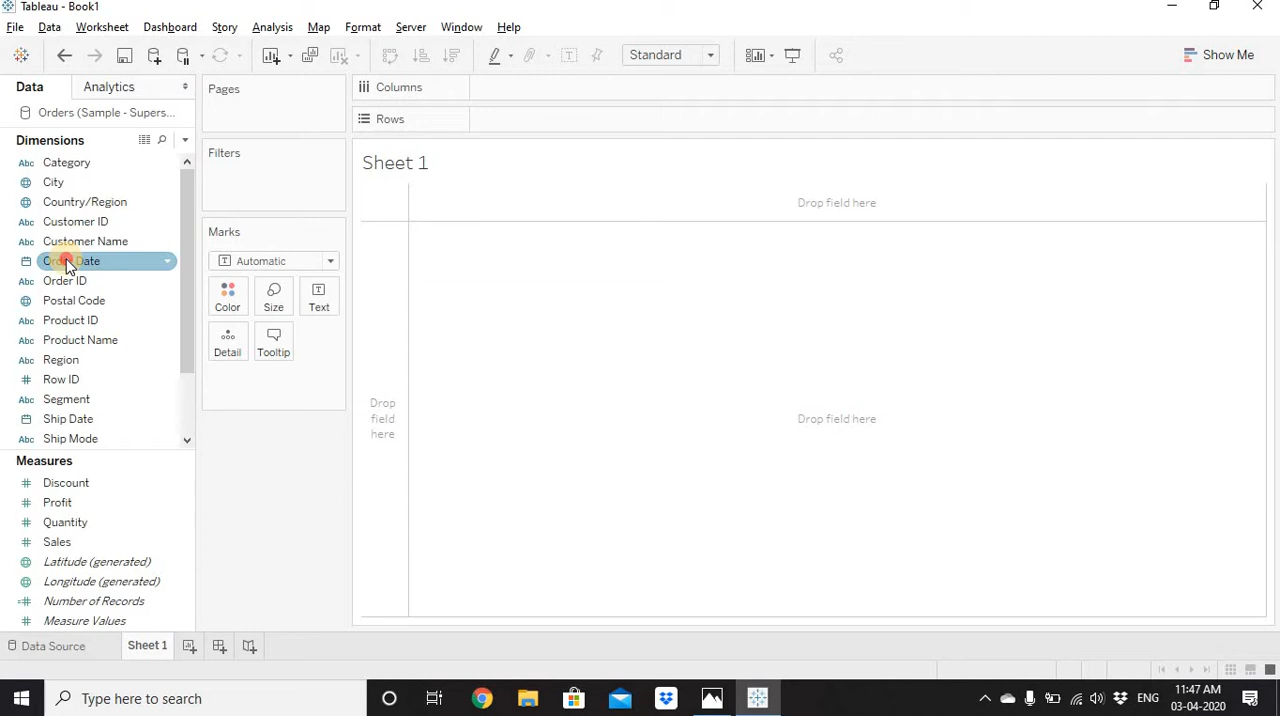 Tableau - Book1
File Data Worksheet Dashboard Story Analysis Map Format Server Window Help
Standard
Show Me
Data Analytics
Pages
Columns
Orders (Sample - Supers...
Rows
Dimensions
Filters
Sheet 1
Category
City
Country/Region
Drop field here
Customer ID
Marks
Customer Name
Order Date
Automatic
Order ID
Postal Code
Color Size Text
Product ID
Product Name
Detail Tooltip
Region
Row ID
Segment
Drop
field
here
Drop field here
Ship Date
Ship Mode
Measures
Discount
Profit
Quantity
Sales
Latitude (generated)
Longitude (generated)
Number of Records
Measure Values
Data Source Sheet 1
Type here to search
ENG
11:47 AM
03-04-2020